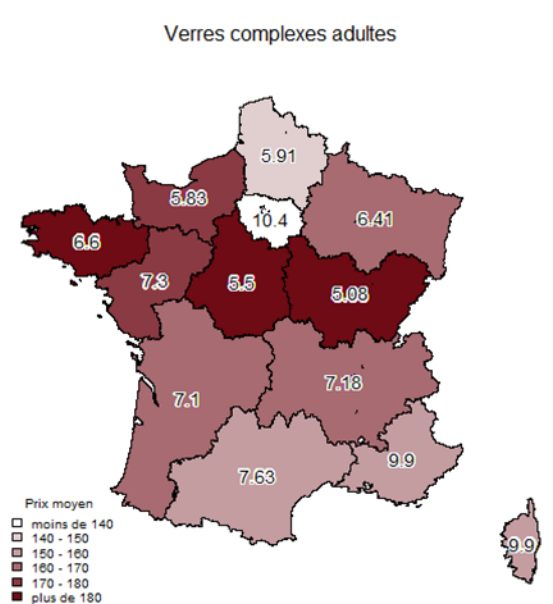 Verres complexes adultes
5.91
5.83
10.4
6.41
6.6
7.3
5.5
5.08
7.1
7.18
7.63
9.9
9.9
Prix moyen
moins de 140
140 - 150
150 - 160
160 - 170
170 - 180
plus de 180